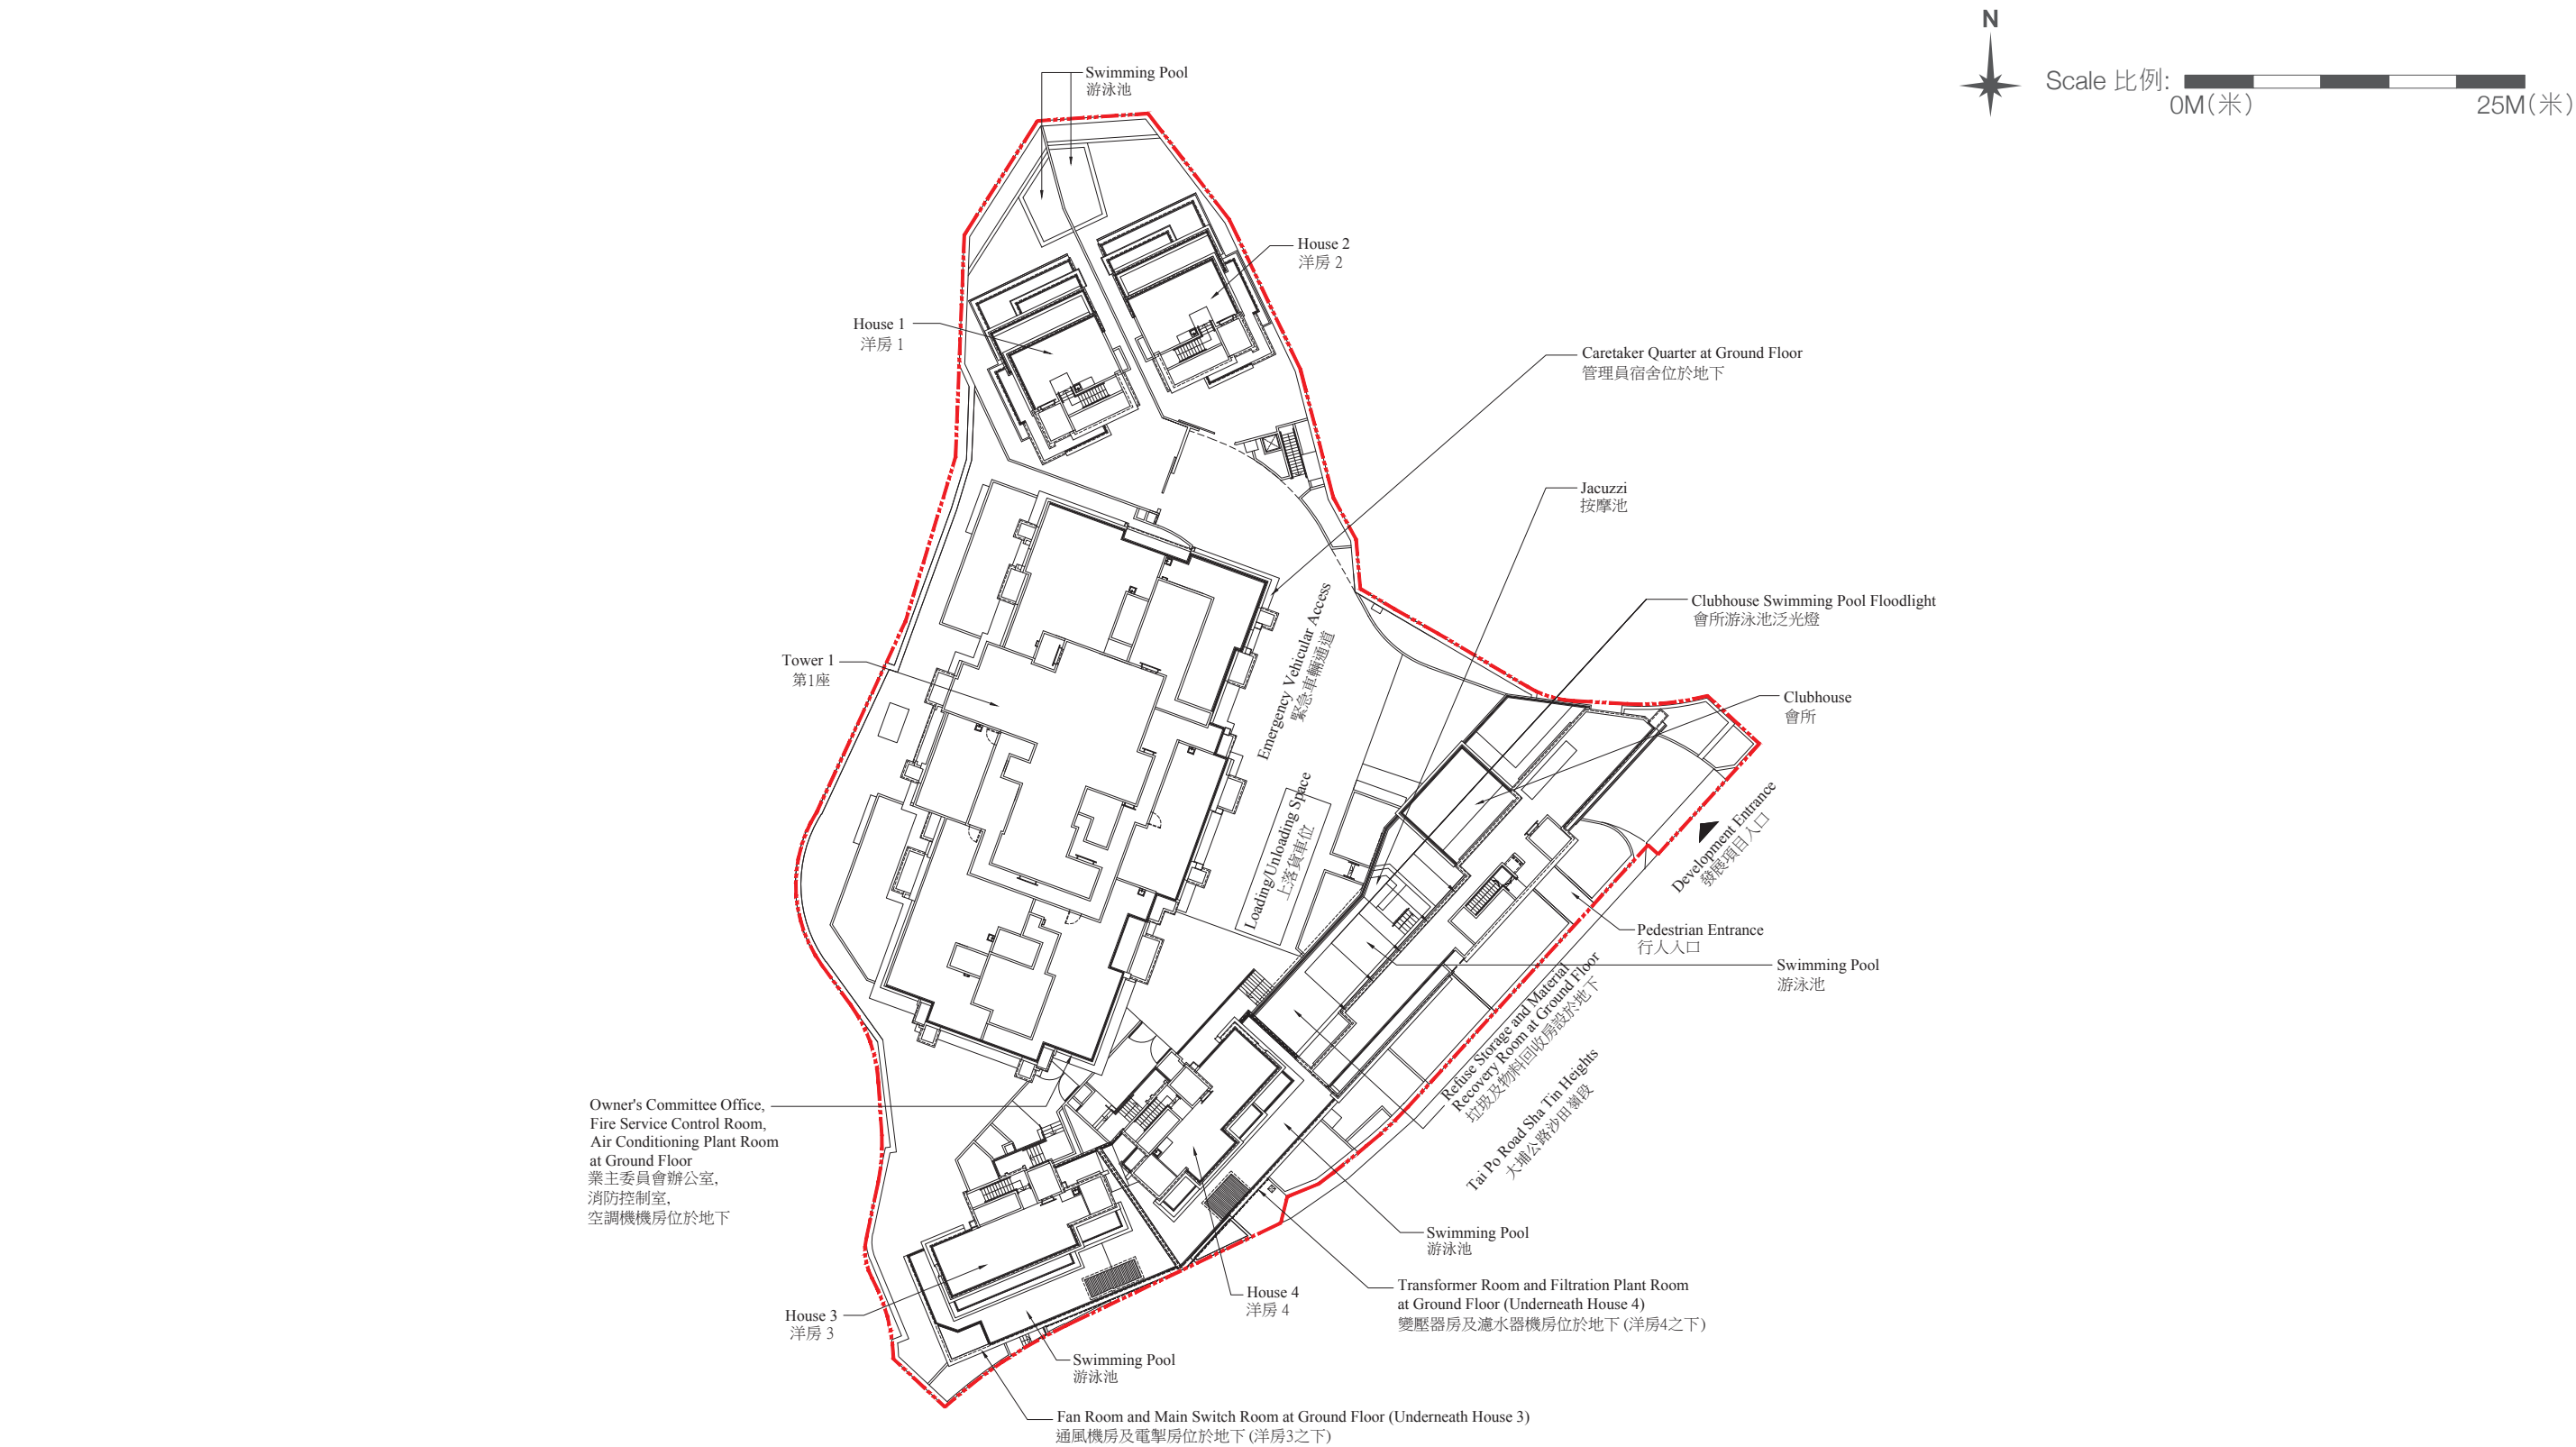 N
Scale 比例:
0M(米)
25M(米)
Swimming Pool
游泳池
House 2
洋房 2
House 1
洋房 1
Caretaker Quarter at Ground Floor
管理員宿舍位於地下
Jacuzzi
按摩池
Clubhouse Swimming Pool Floodlight
會所游泳池泛光燈
Emergency Vehicular Access
緊急車輛通道
Tower 1
第1座
Clubhouse
會所
Loading/Unloading Space
上落貨車位
Development Entrance
發展項目入口
Pedestrian Entrance
行人入口
Swimming Pool
游泳池
Refuse Storage and Material
Recovery Room at Ground Floor
垃圾及物料回收房設於地下
Tai Po Road Sha Tin Heights
大埔公路沙田嶺段
Owner's Committee Office,
Fire Service Control Room,
Air Conditioning Plant Room
at Ground Floor
業主委員會辦公室,
消防控制室,
空調機機房位於地下
Swimming Pool
游泳池
House 4
洋房 4
Transformer Room and Filtration Plant Room
at Ground Floor (Underneath House 4)
變壓器房及濾水器機房位於地下 (洋房4之下)
House 3
洋房 3
Swimming Pool
游泳池
Fan Room and Main Switch Room at Ground Floor (Underneath House 3)
通風機房及電掣房位於地下 (洋房3之下)